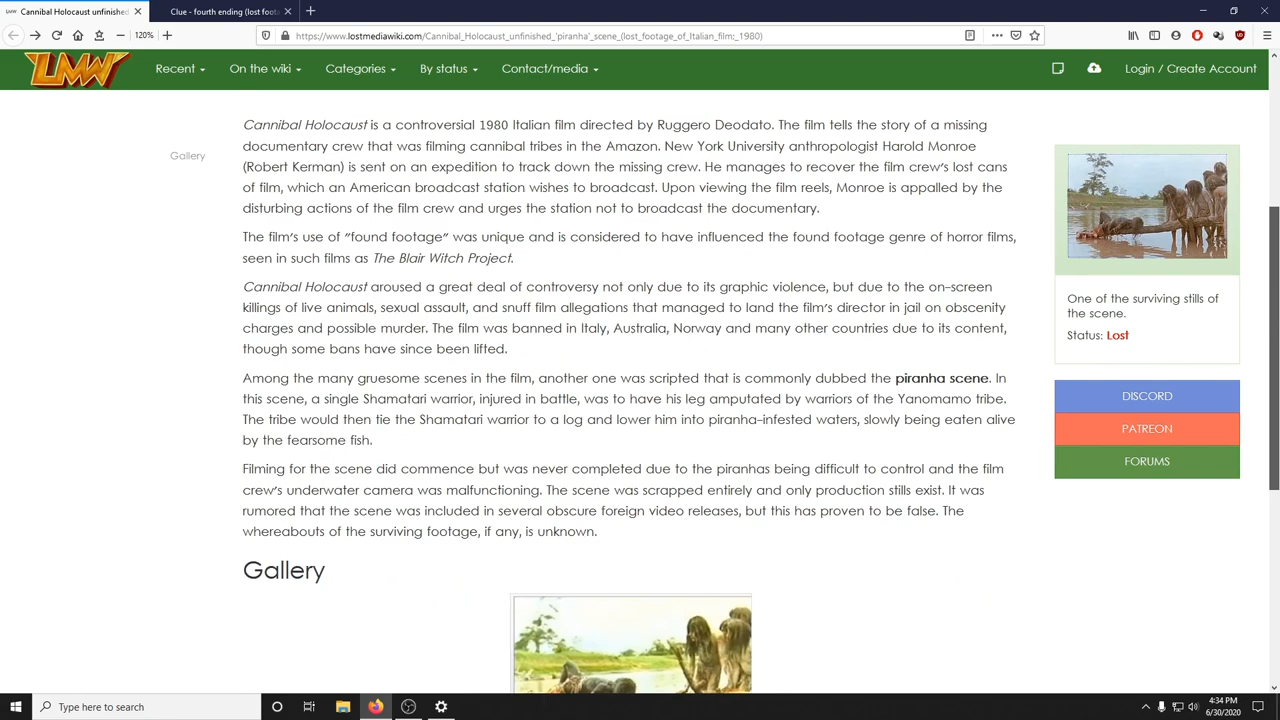 Cannibal Holocaust unfinished
Clue - fourth ending (lost foota
120%
https://www.lostmediawiki.com/Cannibal_Holocaust_unfinished_'piranha'_scene_(lost_footage_of_Italian_film;_1980)
LMW
Recent
On the wiki
Categories
By status
Contact/media
Login / Create Account
Gallery
Cannibal Holocaust is a controversial 1980 Italian film directed by Ruggero Deodato. The film tells the story of a missing
documentary crew that was filming cannibal tribes in the Amazon. New York University anthropologist Harold Monroe
(Robert Kerman) is sent on an expedition to track down the missing crew. He manages to recover the film crew's lost cans
of film, which an American broadcast station wishes to broadcast. Upon viewing the film reels, Monroe is appalled by the
disturbing actions of the film crew and urges the station not to broadcast the documentary.
The film's use of "found footage" was unique and is considered to have influenced the found footage genre of horror films,
seen in such films as The Blair Witch Project.
Cannibal Holocaust aroused a great deal of controversy not only due to its graphic violence, but due to the on-screen
killings of live animals, sexual assault, and snuff film allegations that managed to land the film's director in jail on obscenity
charges and possible murder. The film was banned in Italy, Australia, Norway and many other countries due to its content,
though some bans have since been lifted.
Among the many gruesome scenes in the film, another one was scripted that is commonly dubbed the piranha scene. In
this scene, a single Shamatari warrior, injured in battle, was to have his leg amputated by warriors of the Yanomamo tribe.
The tribe would then tie the Shamatari warrior to a log and lower him into piranha-infested waters, slowly being eaten alive
by the fearsome fish.
Filming for the scene did commence but was never completed due to the piranhas being difficult to control and the film
crew's underwater camera was malfunctioning. The scene was scrapped entirely and only production stills exist. It was
rumored that the scene was included in several obscure foreign video releases, but this has proven to be false. The
whereabouts of the surviving footage, if any, is unknown.
Gallery
One of the surviving stills of
the scene.
Status: Lost
DISCORD
PATREON
FORUMS
Type here to search
4:34 PM
6/30/2020